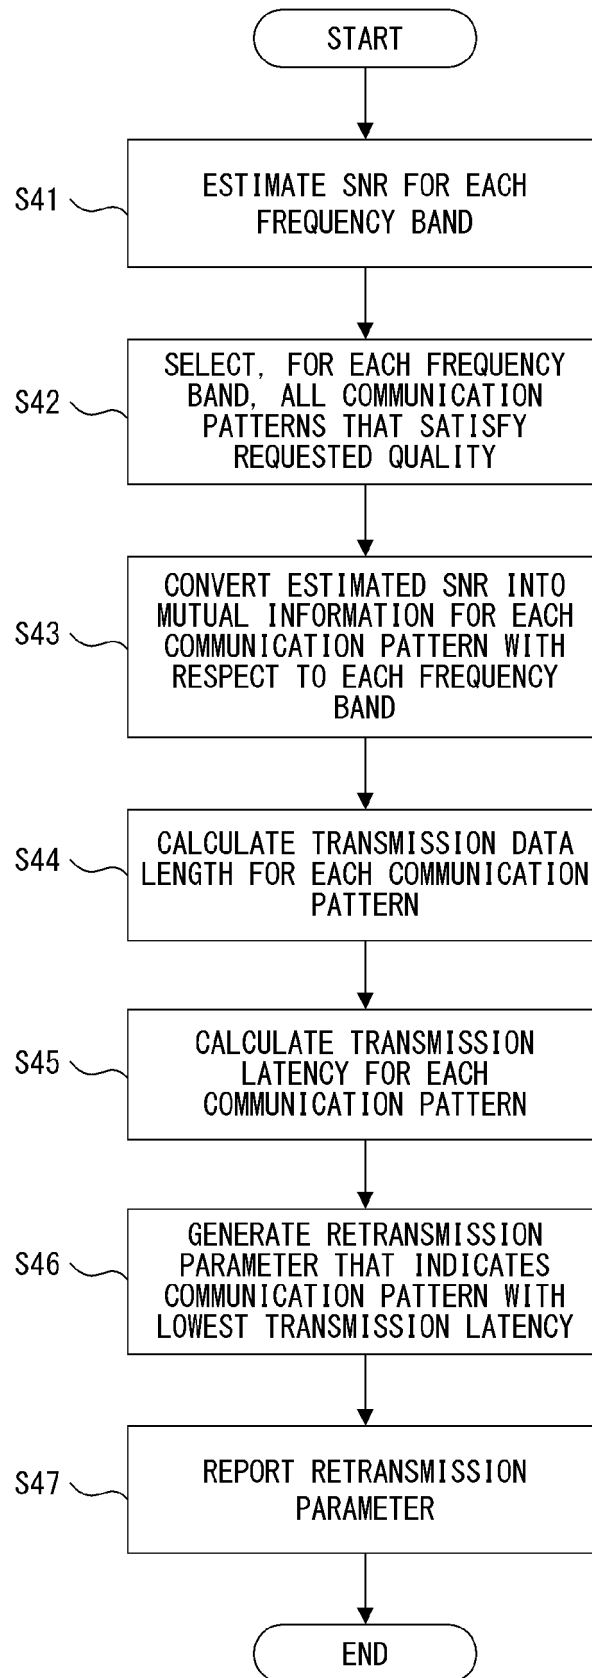 START
S41
ESTIMATE SNR FOR EACH
FREQUENCY BAND
S42
SELECT, FOR EACH FREQUENCY
BAND, ALL COMMUNICATION
PATTERNS THAT SATISFY
REQUESTED QUALITY
S43
CONVERT ESTIMATED SNR INTO
MUTUAL INFORMATION FOR EACH
COMMUNICATION PATTERN WITH
RESPECT TO EACH FREQUENCY
BAND
S44
CALCULATE TRANSMISSION DATA
LENGTH FOR EACH COMMUNICATION
PATTERN
S45
CALCULATE TRANSMISSION
LATENCY FOR EACH
COMMUNICATION PATTERN
S46
GENERATE RETRANSMISSION
PARAMETER THAT INDICATES
COMMUNICATION PATTERN WITH
LOWEST TRANSMISSION LATENCY
S47
REPORT RETRANSMISSION
PARAMETER
END